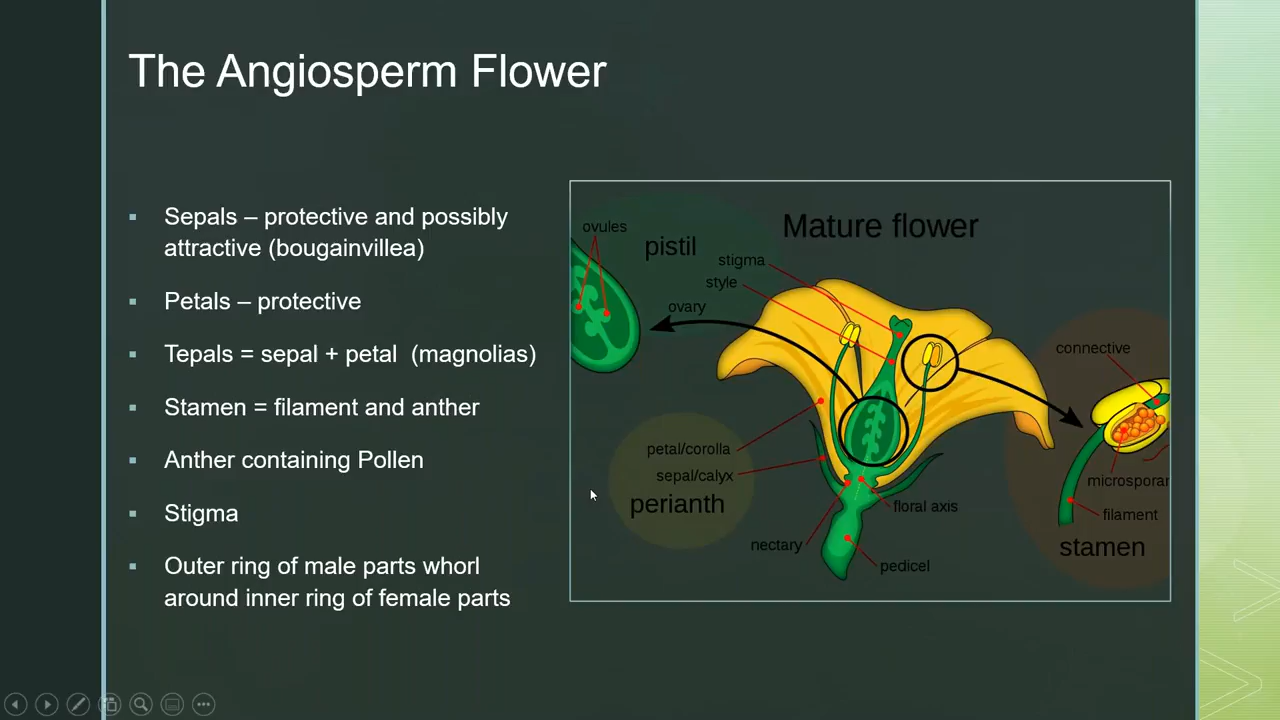 The Angiosperm Flower
Sepals – protective and possibly
attractive (bougainvillea)
Petals – protective
Tepals = sepal + petal  (magnolias)
Stamen = filament and anther
Anther containing Pollen
Stigma
Outer ring of male parts whorl
around inner ring of female parts
Mature flower
ovules
pistil
stigma
style
ovary
connective
petal/corolla
sepal/calyx
perianth
microsporan
filament
floral axis
stamen
nectary
pedicel